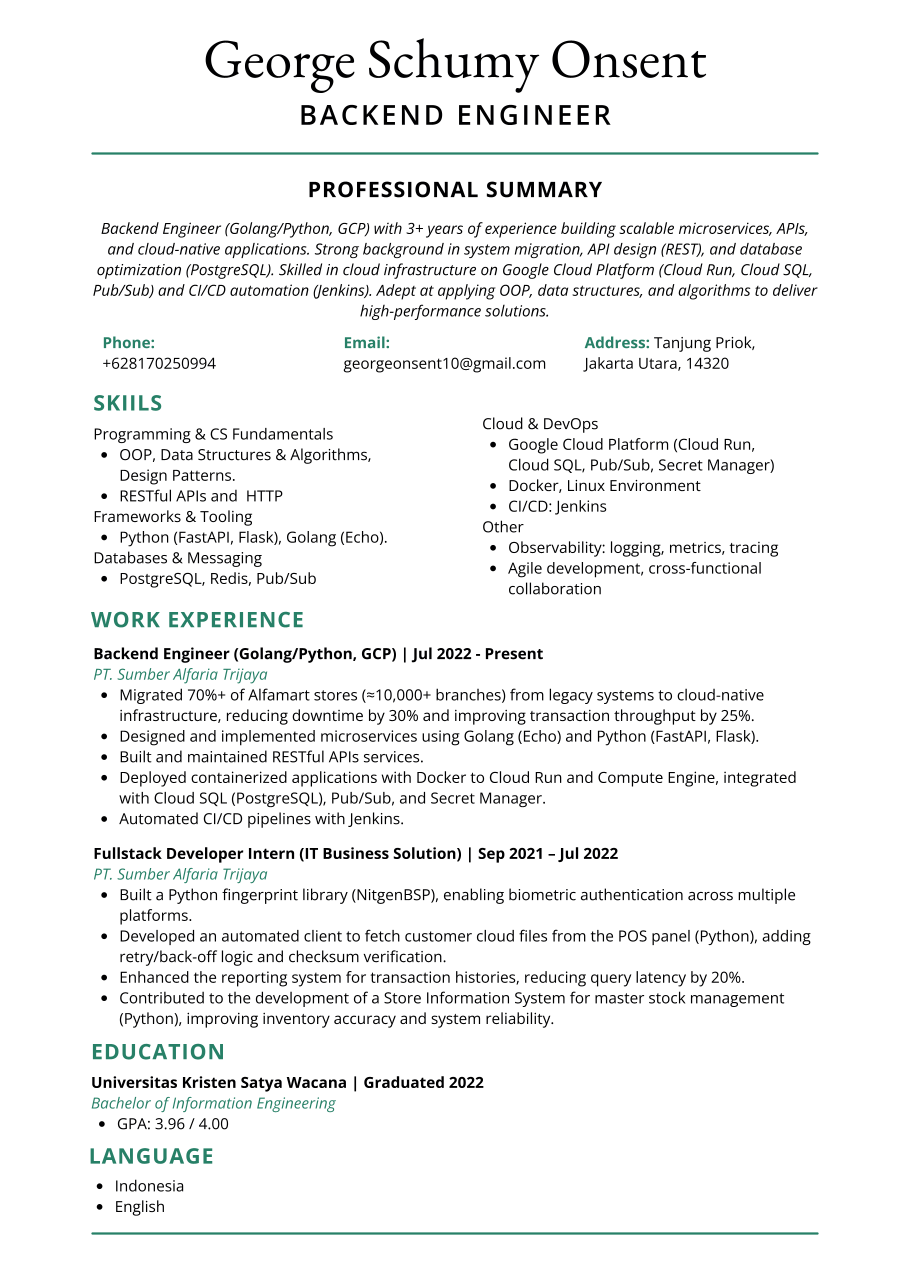 George Schumy Onsent
BACKEND ENGINEER
PROFESSIONAL SUMMARY
Backend Engineer (Golang/Python, GCP) with 3+ years of experience building scalable microservices, APIs,
and cloud-native applications. Strong background in system migration, API design (REST), and database
optimization (PostgreSQL). Skilled in cloud infrastructure on Google Cloud Platform (Cloud Run, Cloud SQL,
Pub/Sub) and CI/CD automation (Jenkins). Adept at applying OOP, data structures, and algorithms to deliver
high-performance solutions.
Phone:
+628170250994
Email:
georgeonsent10@gmail.com
Address: Tanjung Priok,
Jakarta Utara, 14320
SKIILS
Programming & CS Fundamentals
• OOP, Data Structures & Algorithms,
Design Patterns.
• RESTful APIs and  HTTP
Frameworks & Tooling
• Python (FastAPI, Flask), Golang (Echo).
Databases & Messaging
• PostgreSQL, Redis, Pub/Sub
Cloud & DevOps
• Google Cloud Platform (Cloud Run,
Cloud SQL, Pub/Sub, Secret Manager)
• Docker, Linux Environment
• CI/CD: Jenkins
Other
• Observability: logging, metrics, tracing
• Agile development, cross-functional
collaboration
WORK EXPERIENCE
Backend Engineer (Golang/Python, GCP) | Jul 2022 - Present
PT. Sumber Alfaria Trijaya
• Migrated 70%+ of Alfamart stores (≈10,000+ branches) from legacy systems to cloud-native
infrastructure, reducing downtime by 30% and improving transaction throughput by 25%.
• Designed and implemented microservices using Golang (Echo) and Python (FastAPI, Flask).
• Built and maintained RESTful APIs services.
• Deployed containerized applications with Docker to Cloud Run and Compute Engine, integrated
with Cloud SQL (PostgreSQL), Pub/Sub, and Secret Manager.
• Automated CI/CD pipelines with Jenkins.
Fullstack Developer Intern (IT Business Solution) | Sep 2021 – Jul 2022
PT. Sumber Alfaria Trijaya
• Built a Python fingerprint library (NitgenBSP), enabling biometric authentication across multiple
platforms.
• Developed an automated client to fetch customer cloud files from the POS panel (Python), adding
retry/back-off logic and checksum verification.
• Enhanced the reporting system for transaction histories, reducing query latency by 20%.
• Contributed to the development of a Store Information System for master stock management
(Python), improving inventory accuracy and system reliability.
EDUCATION
Universitas Kristen Satya Wacana | Graduated 2022
Bachelor of Information Engineering
• GPA: 3.96 / 4.00
LANGUAGE
• Indonesia
• English